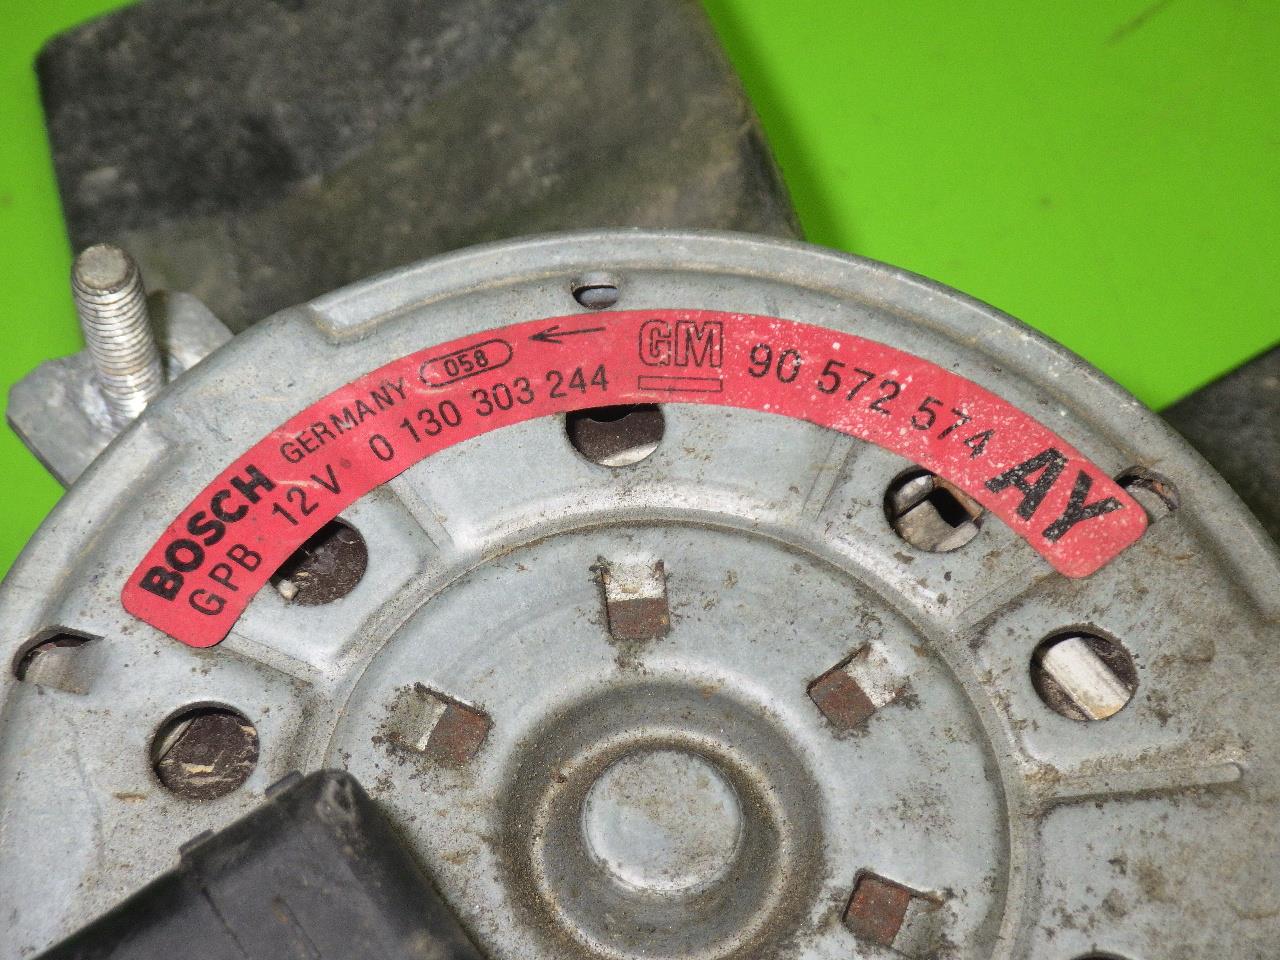 BOSCH GERMANY 058 ← GM 90 572 574 AY
GPB 12V 0 130 303 244